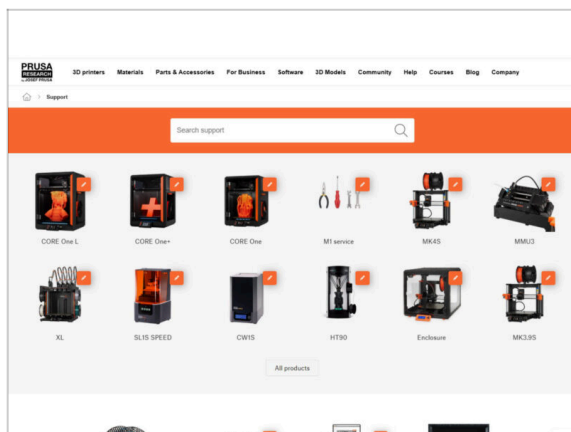 PRUSA
RESEARCH
by JOSEF PRUSA
3D printers Materials Parts & Accessories For Business Software 3D Models Community Help Courses Blog Company
Support
Search support
CORE One L CORE One+ CORE One M1 service MK4S MMU3
XL SL1S SPEED CW1S HT90 Enclosure MK3.9S
All products